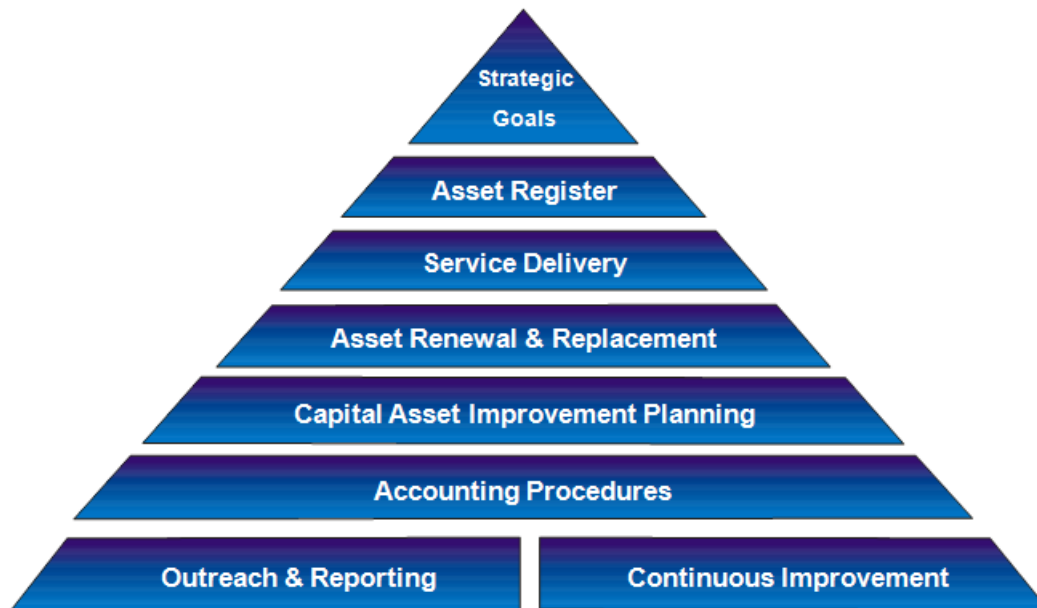 Strategic
Goals
Asset Register
Service Delivery
Asset Renewal & Replacement
Capital Asset Improvement Planning
Accounting Procedures
Outreach & Reporting
Continuous Improvement